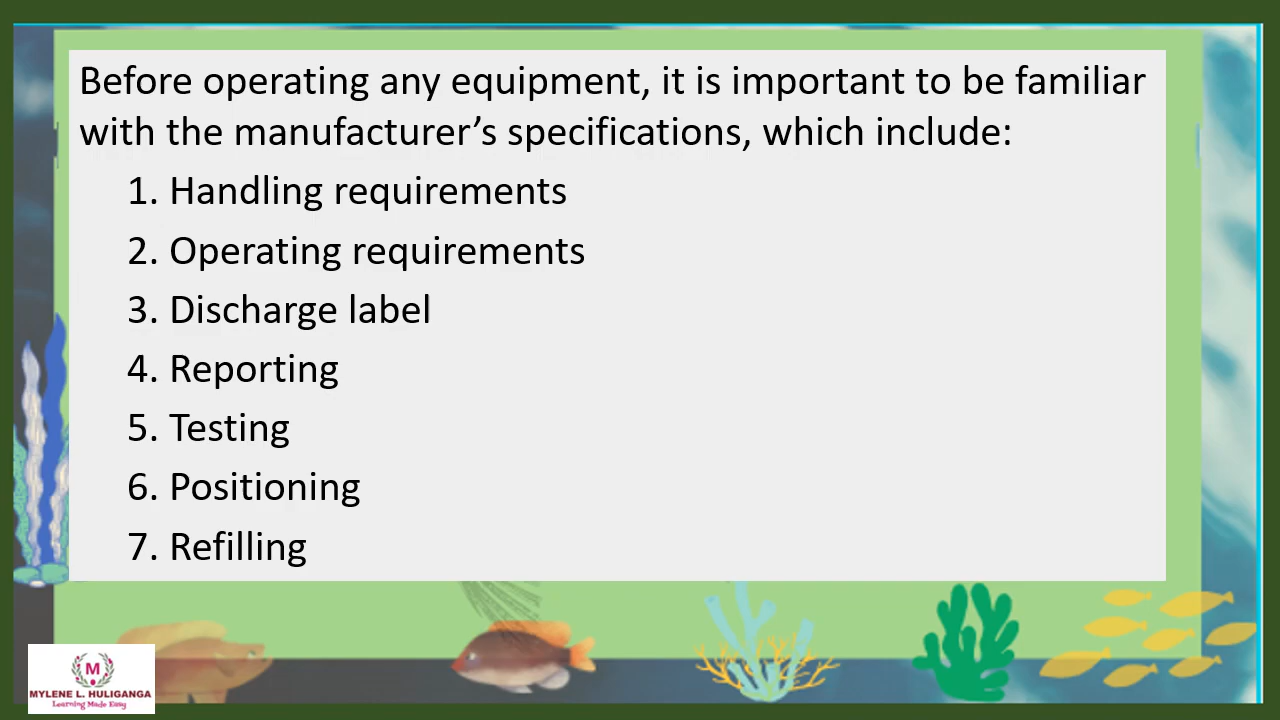 Before operating any equipment, it is important to be familiar
with the manufacturer’s specifications, which include:
1. Handling requirements
2. Operating requirements
3. Discharge label
4. Reporting
5. Testing
6. Positioning
7. Refilling
M
MYLENE L. HULIGANGA
Learning Made Easy